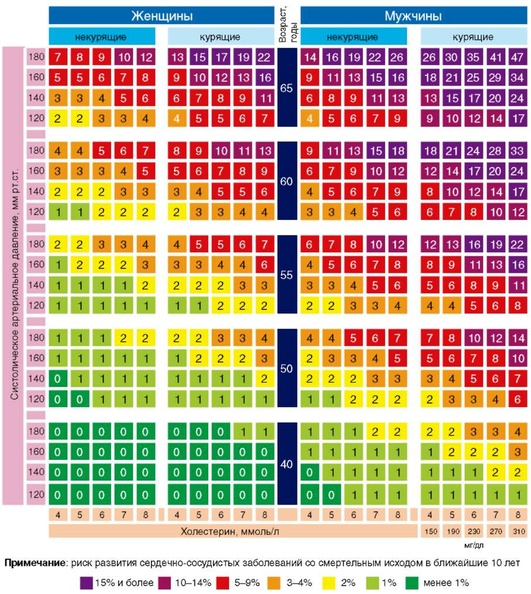 Женщины Возраст, годы Мужчины
некурящие курящие некурящие курящие
Систолическое артериальное давление, мм рт.ст.
180 7 8 9 10 12 13 15 17 19 22 14 16 19 22 26 26 30 35 41 47
160 5 5 6 7 8 9 10 12 13 16 9 11 13 15 16 18 21 25 29 34
65
140 3 3 4 5 6 6 7 8 9 11 6 8 9 11 13 13 15 17 20 24
120 2 2 3 3 4 4 5 5 6 7 4 5 6 7 9 9 10 12 14 17
180 4 4 5 6 7 8 9 10 11 13 9 11 13 15 18 18 21 24 28 33
160 3 3 3 4 5 5 6 7 8 9 6 7 9 10 12 12 14 17 20 24
60
140 2 2 2 3 3 3 4 5 5 6 4 5 6 7 9 8 10 12 14 17
120 1 1 2 2 2 2 3 3 4 4 3 3 4 5 6 6 7 8 10 12
180 2 2 3 3 4 4 5 5 6 7 6 7 8 10 12 12 13 16 19 22
160 1 2 2 2 3 3 3 4 4 6 4 5 6 7 8 8 9 11 13 16
55
140 1 1 1 1 2 2 2 2 3 3 3 3 4 5 6 5 6 8 9 11
120 1 1 1 1 1 1 1 2 2 2 2 2 3 3 4 4 5 5 6 8
180 1 1 1 2 2 2 2 3 3 4 4 4 5 6 7 7 8 10 12 14
160 1 1 1 1 1 1 2 2 2 3 2 3 3 4 5 5 6 7 8 10
50
140 0 1 1 1 1 1 1 1 1 2 2 2 2 3 3 3 4 5 6 7
120 0 0 1 1 1 1 1 1 1 1 1 1 2 2 2 2 3 3 4 6
180 0 0 0 0 0 0 0 0 1 1 1 1 1 2 2 2 2 3 3 4
160 0 0 0 0 0 0 0 0 0 0 1 1 1 1 1 1 2 2 2 3
40
140 0 0 0 0 0 0 0 0 0 0 0 1 1 1 1 1 1 1 2 2
120 0 0 0 0 0 0 0 0 0 0 0 0 1 1 1 1 1 1 1 1
4 5 6 7 8 4 5 6 7 8 4 5 6 7 8 4 5 6 7 8
Холестерин, ммоль/л 150 190 230 270 310
мг/дл
Примечание: риск развития сердечно-сосудистых заболеваний со смертельным исходом в ближайшие 10 лет
15% и более 10–14% 5–9% 3–4% 2% 1% менее 1%